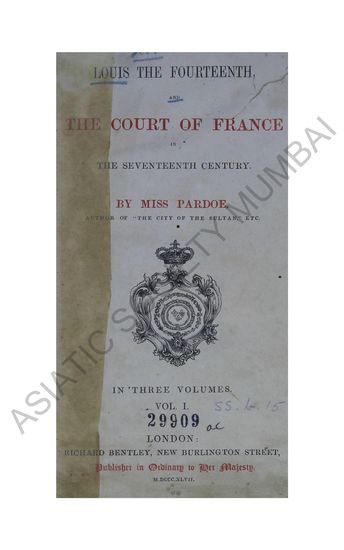 LOUIS THE FOURTEENTH,
AND
THE COURT OF FRANCE
IN
THE SEVENTEENTH CENTURY.
BY MISS PARDOE,
AUTHOR OF "THE CITY OF THE SULTAN," ETC.
IN THREE VOLUMES.
VOL. I.
SS.6.15
29909
LONDON:
RICHARD BENTLEY, NEW BURLINGTON STREET,
Publisher in Ordinary to Her Majesty.
M.DCCC.XLVII.
ASIATIC SOCIETY MUMBAI